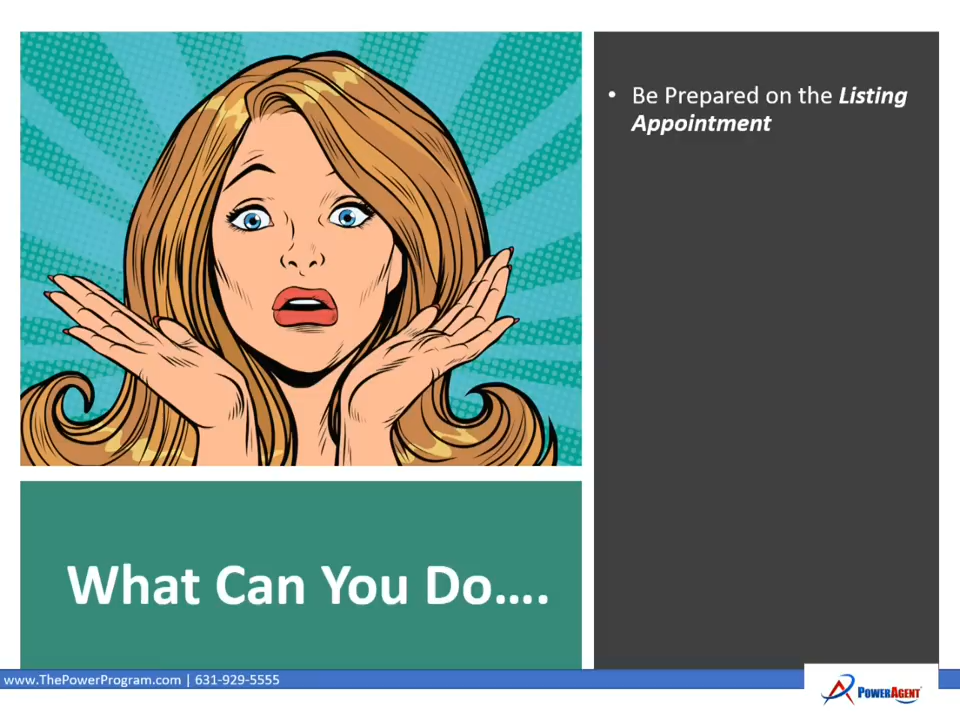 • Be Prepared on the Listing
Appointment
What Can You Do....
www.ThePowerProgram.com | 631-929-5555
POWERAGENT